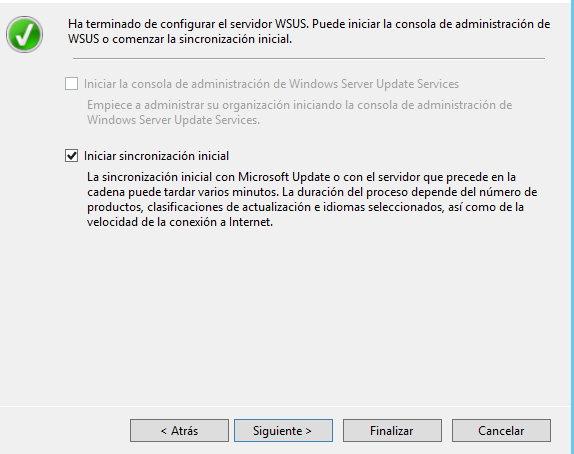 Ha terminado de configurar el servidor WSUS. Puede iniciar la consola de administración de
WSUS o comenzar la sincronización inicial.
Iniciar la consola de administración de Windows Server Update Services
Empiece a administrar su organización iniciando la consola de administración de
Windows Server Update Services.
Iniciar sincronización inicial
La sincronización inicial con Microsoft Update o con el servidor que precede en la
cadena puede tardar varios minutos. La duración del proceso depende del número de
productos, clasificaciones de actualización e idiomas seleccionados, así como de la
velocidad de la conexión a Internet.
< Atrás
Siguiente >
Finalizar
Cancelar